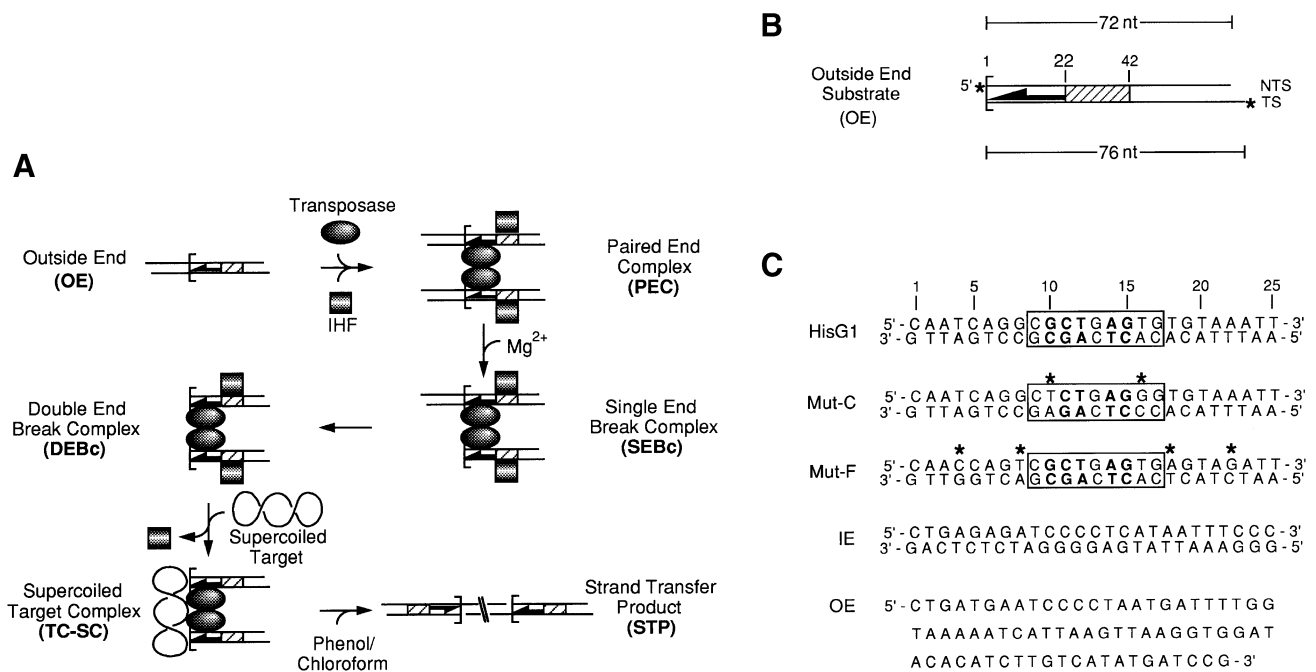 A
Outside End
(OE)
Transposase
IHF
Paired End
Complex
(PEC)
Mg2+
Single End
Break Complex
(SEBc)
Double End
Break Complex
(DEBc)
Supercoiled
Target
Supercoiled
Target Complex
(TC-SC)
Phenol/
Chloroform
Strand Transfer
Product
(STP)
B
72 nt
1 22 42
Outside End
Substrate
(OE)
5' * NTS
* TS
76 nt
C
1 5 10 15 20 25
HisG1
5'-CAATCAGGCGCTGAGTGTGTAAATT-3'
3'-GTTAGTCCGCGACTCACACATTTAA-5'
* *
Mut-C
5'-CAATCAGGCTCTGAGGGTGTAAATT-3'
3'-GTTAGTCCGAGACTCCCACATTTAA-5'
* * * *
Mut-F
5'-CAACCAGTCGCTGAGTGAGTAGATT-3'
3'-GTTGGTCAGCGACTCACTCATCTAA-5'
IE
5'-CTGAGAGATCCCCTCATAATTTCCC-3'
3'-GACTCTCTAGGGGAGTATTAAAGGG-5'
OE
5'-CTGATGAATCCCCTAATGATTTTGG
TAAAAATCATTAAGTTAAGGTGGAT
ACACATCTTGTCATATGATCCG-3'